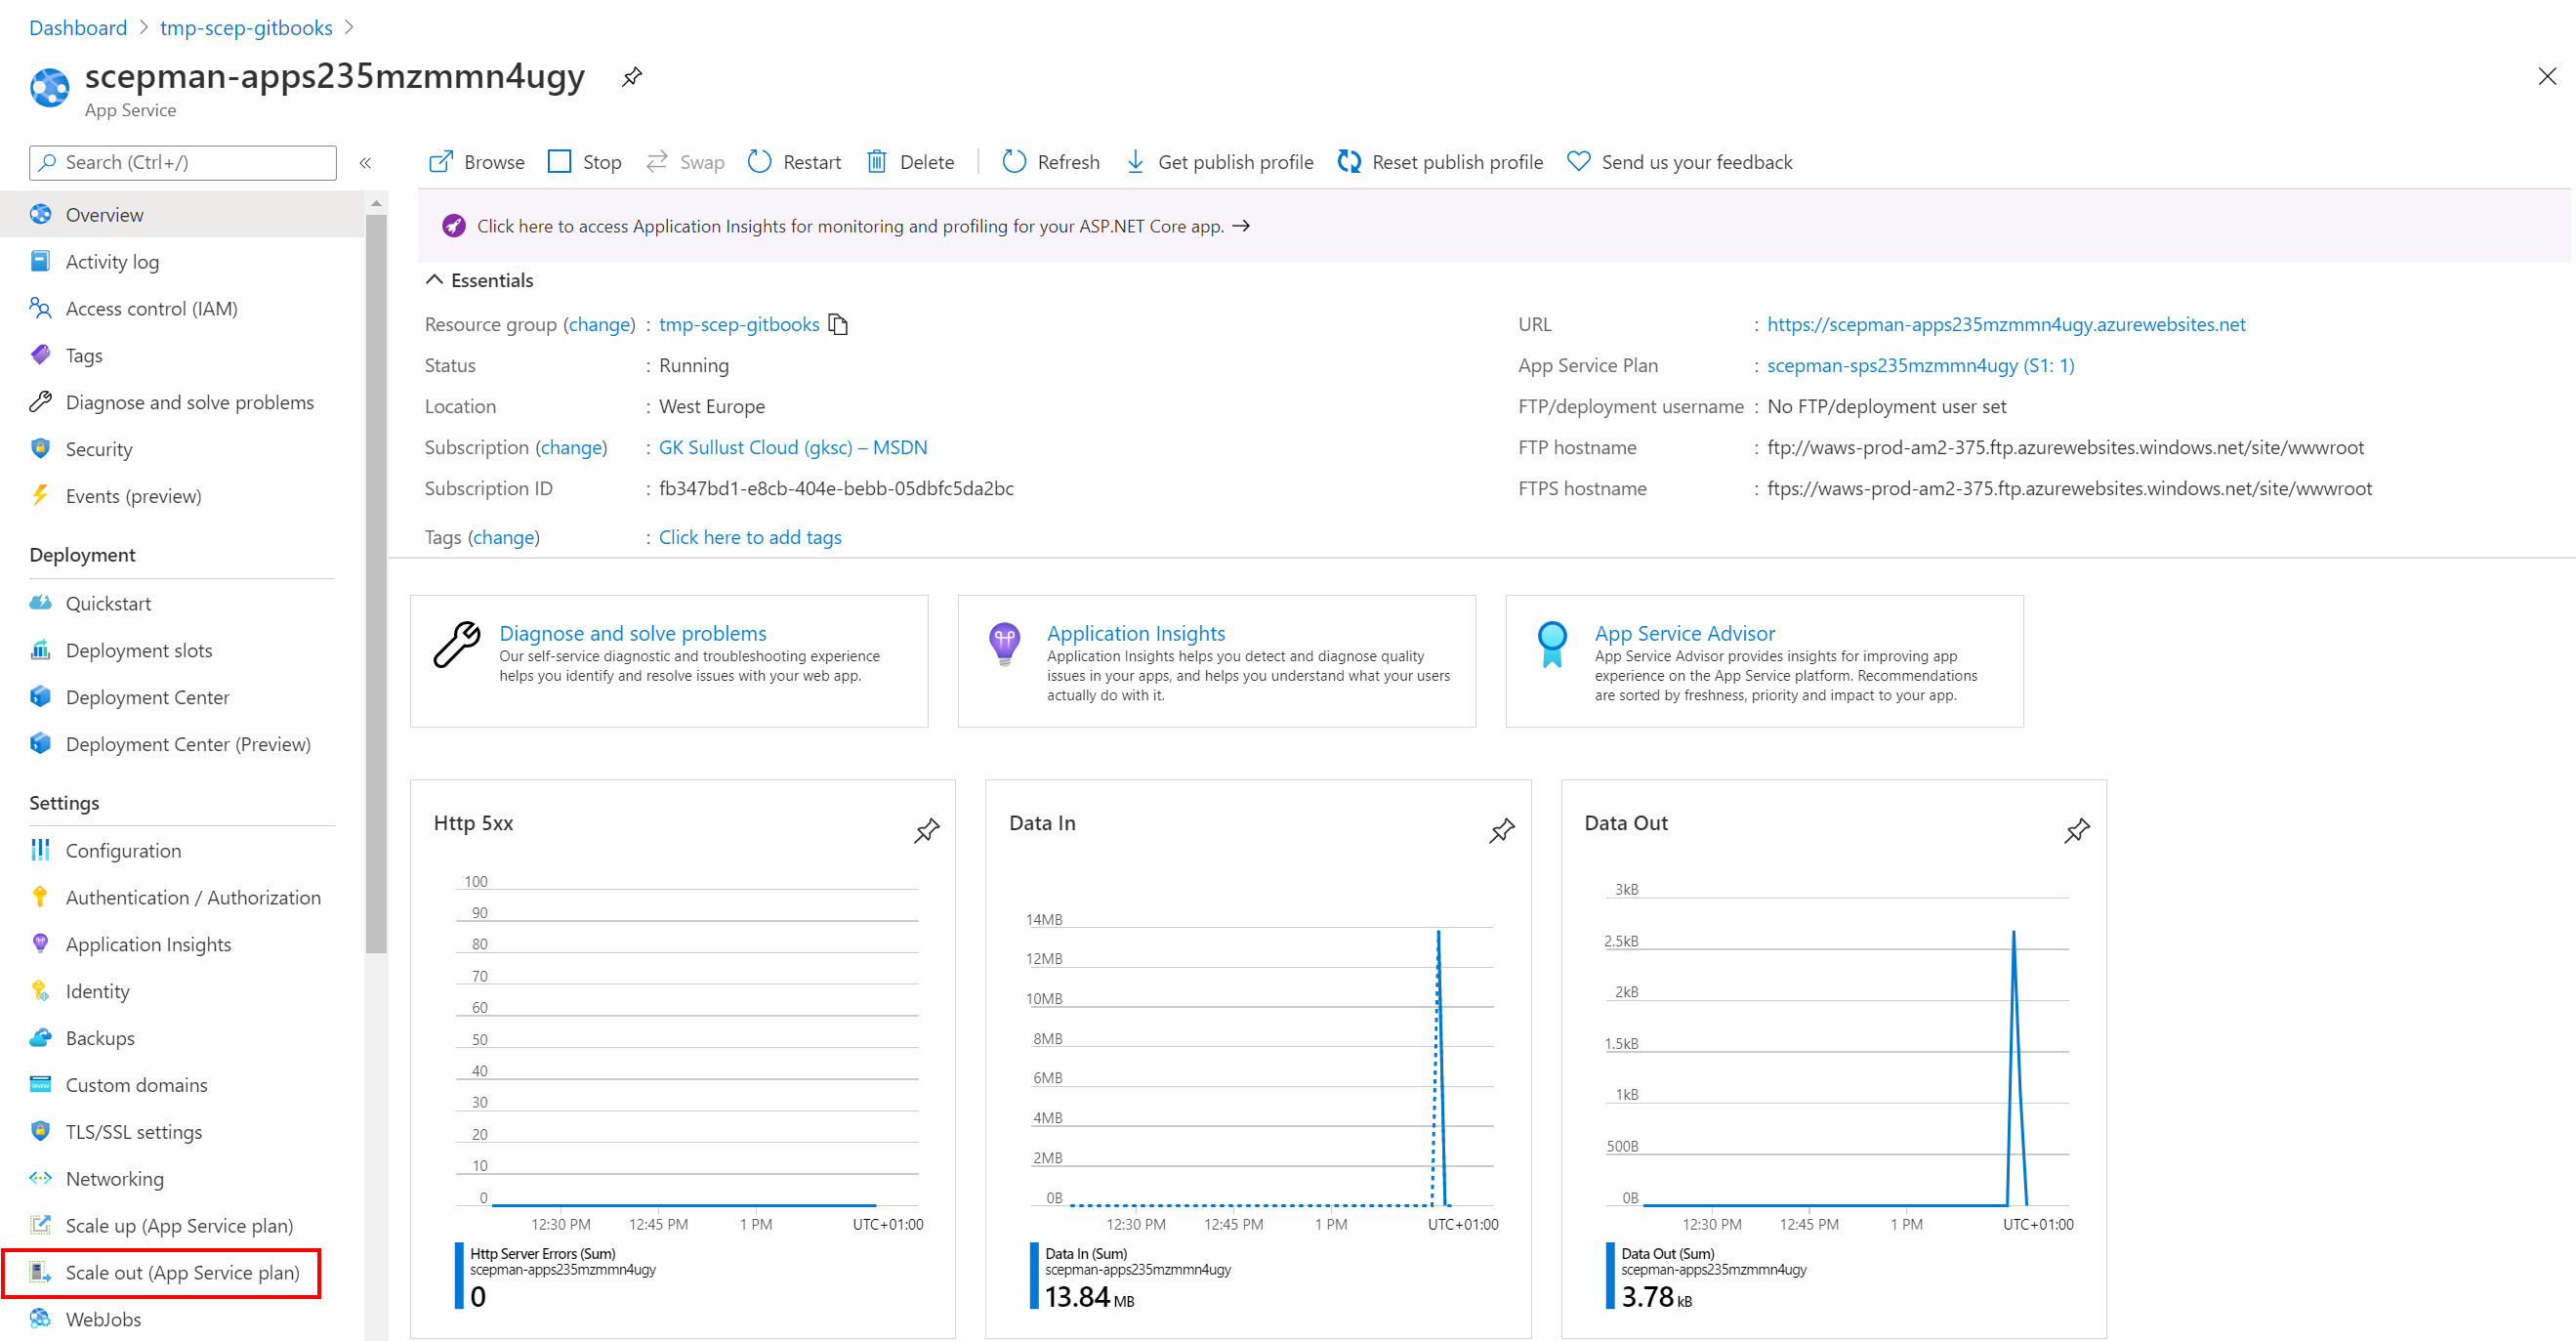 Dashboard > tmp-scep-gitbooks >
scepman-apps235mzmmn4ugy
App Service
Search (Ctrl+/)
«
Browse
Stop
Swap
Restart
Delete
Refresh
Get publish profile
Reset publish profile
Send us your feedback
Overview
Activity log
Access control (IAM)
Tags
Diagnose and solve problems
Security
Events (preview)
Deployment
Quickstart
Deployment slots
Deployment Center
Deployment Center (Preview)
Settings
Configuration
Authentication / Authorization
Application Insights
Identity
Backups
Custom domains
TLS/SSL settings
Networking
Scale up (App Service plan)
Scale out (App Service plan)
WebJobs
Click here to access Application Insights for monitoring and profiling for your ASP.NET Core app. →
Essentials
Resource group (change) : tmp-scep-gitbooks
Status : Running
Location : West Europe
Subscription (change) : GK Sullust Cloud (gksc) – MSDN
Subscription ID : fb347bd1-e8cb-404e-bebb-05dbfc5da2bc
Tags (change) : Click here to add tags
URL : https://scepman-apps235mzmmn4ugy.azurewebsites.net
App Service Plan : scepman-sps235mzmmn4ugy (S1: 1)
FTP/deployment username : No FTP/deployment user set
FTP hostname : ftp://waws-prod-am2-375.ftp.azurewebsites.windows.net/site/wwwroot
FTPS hostname : ftps://waws-prod-am2-375.ftp.azurewebsites.windows.net/site/wwwroot
Diagnose and solve problems
Our self-service diagnostic and troubleshooting experience
helps you identify and resolve issues with your web app.
Application Insights
Application Insights helps you detect and diagnose quality
issues in your apps, and helps you understand what your users
actually do with it.
App Service Advisor
App Service Advisor provides insights for improving app
experience on the App Service platform. Recommendations
are sorted by freshness, priority and impact to your app.
Http 5xx
100
90
80
70
60
50
40
30
20
10
0
12:30 PM 12:45 PM 1 PM UTC+01:00
Http Server Errors (Sum)
scepman-apps235mzmmn4ugy
0
Data In
14MB
12MB
10MB
8MB
6MB
4MB
2MB
0B
12:30 PM 12:45 PM 1 PM UTC+01:00
Data In (Sum)
scepman-apps235mzmmn4ugy
13.84 MB
Data Out
3kB
2.5kB
2kB
1.5kB
1kB
500B
0B
12:30 PM 12:45 PM 1 PM UTC+01:00
Data Out (Sum)
scepman-apps235mzmmn4ugy
3.78 kB